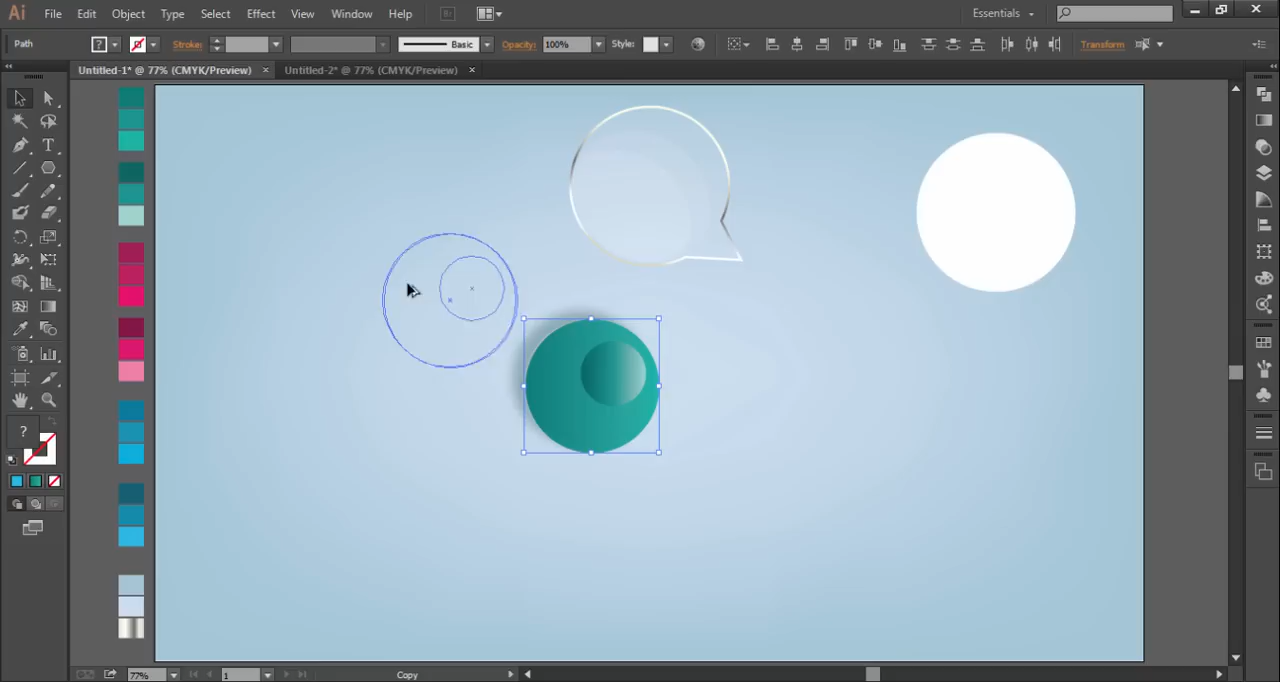 Ai File Edit Object Type Select Effect View Window Help Br Essentials
Path ? Stroke: Basic Opacity: 100% Style: Transform
Untitled-1* @ 77% (CMYK/Preview) × Untitled-2* @ 77% (CMYK/Preview) ×
T
?
77% 1 Copy